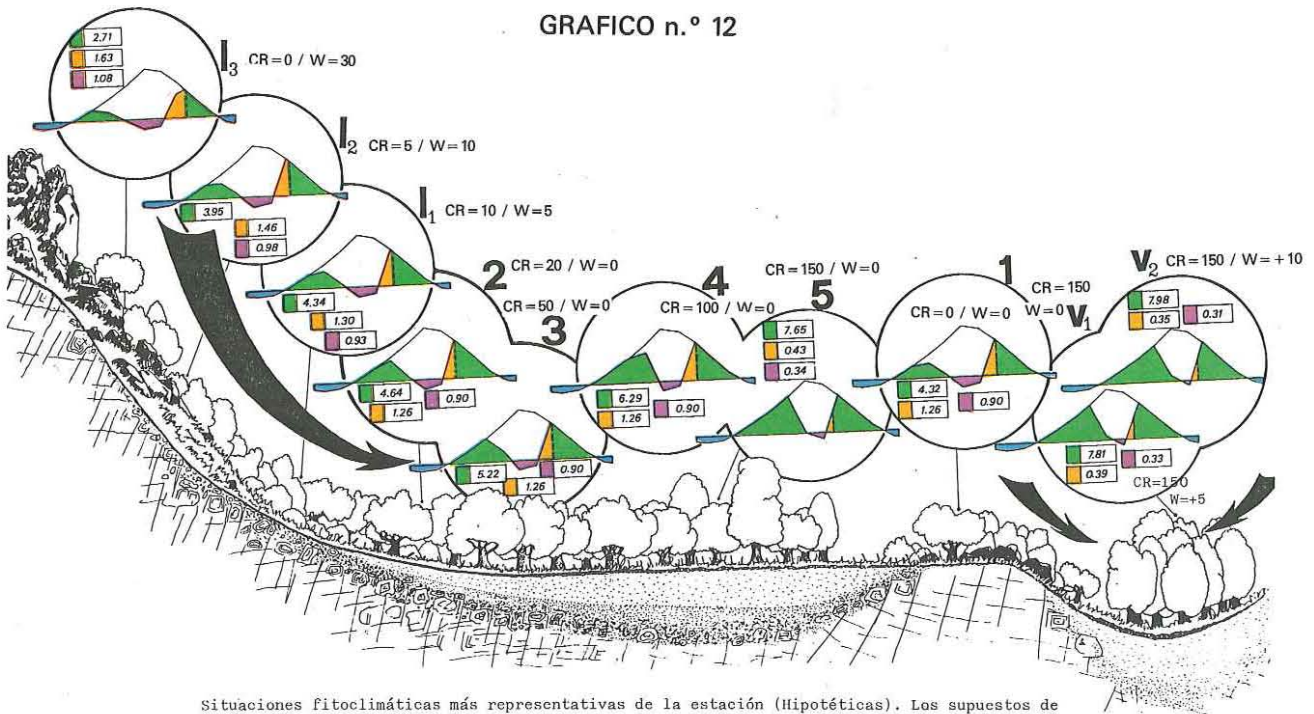 GRAFICO n.º 12
2.71
1.63
1.08
I3 CR=0 / W=30
I2 CR=5 / W=10
3.95
1.46
0.98
I1 CR=10 / W=5
4.34
1.30
0.93
2 CR=20 / W=0
4.64
1.26
0.90
CR=50 / W=0
3
5.22
1.26
0.90
4
CR=100 / W=0
6.29
1.26
0.90
CR=150 / W=0
5
7.65
0.43
0.34
1
CR=0 / W=0
4.32
1.26
0.90
CR=150
W=0
V1
7.81
0.39
0.33
CR=150
W=+5
V2 CR=150 / W=+10
7.98
0.35
0.31
Situaciones fitoclimáticas más representativas de la estación (Hipotéticas). Los supuestos de